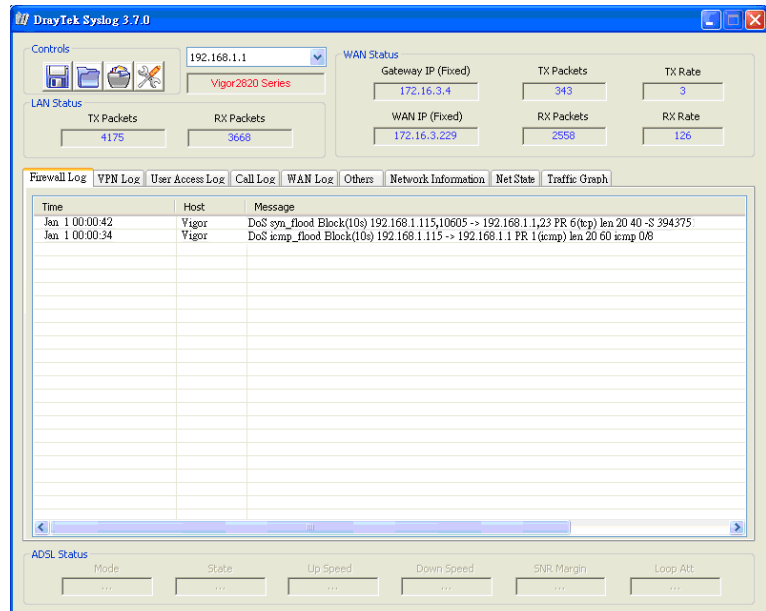 DrayTek Syslog 3.7.0
Controls
192.168.1.1
Vigor2820 Series
LAN Status
TX Packets RX Packets
4175 3668
WAN Status
Gateway IP (Fixed) TX Packets TX Rate
172.16.3.4 343 3
WAN IP (Fixed) RX Packets RX Rate
172.16.3.229 2558 126
Firewall Log VPN Log User Access Log Call Log WAN Log Others Network Information Net State Traffic Graph
Time Host Message
Jan 1 00:00:42 Vigor DoS syn_flood Block(10s) 192.168.1.115,10605 -> 192.168.1.1,23 PR 6(tcp) len 20 40 -S 394375
Jan 1 00:00:34 Vigor DoS icmp_flood Block(10s) 192.168.1.115 -> 192.168.1.1 PR 1(icmp) len 20 60 icmp 0/8
ADSL Status
Mode State Up Speed Down Speed SNR Margin Loop Att
... ... ... ... ... ...